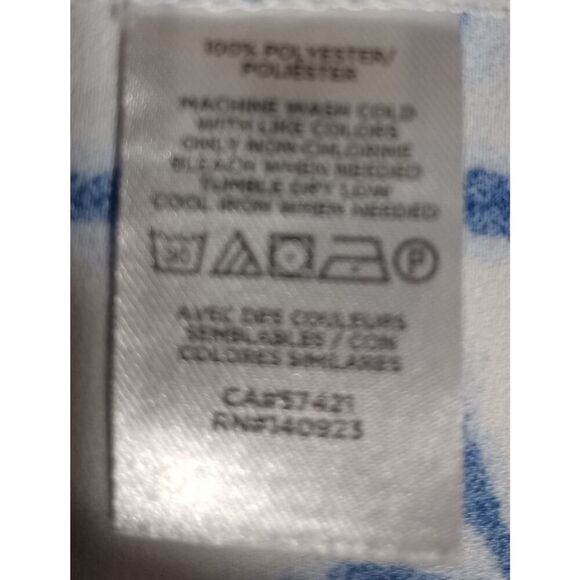 100% POLYESTER/
POLIÉSTER
MACHINE WASH COLD
WITH LIKE COLORS
ONLY NON-CHLORINE
BLEACH WHEN NEEDED
TUMBLE DRY LOW
COOL IRON WHEN NEEDED
30 P
AVEC DES COULEURS
SEMBLABLES / CON
COLORES SIMILARES
CA#57421
RN#140923